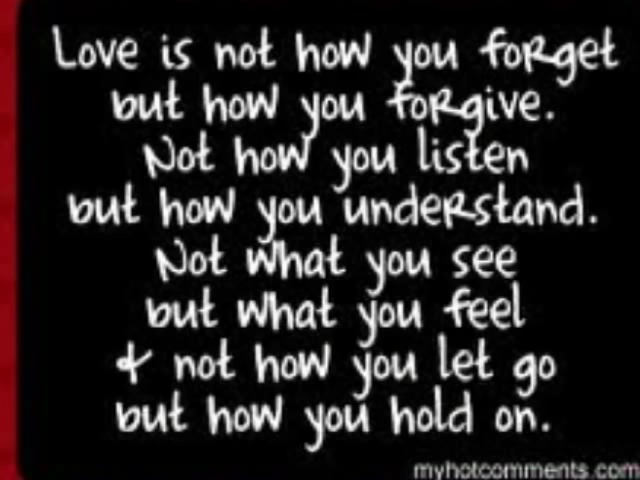 Love is not how you forget
but how you forgive.
Not how you listen
but how you understand.
Not what you see
but what you feel
& not how you let go
but how you hold on.
myhotcomments.com